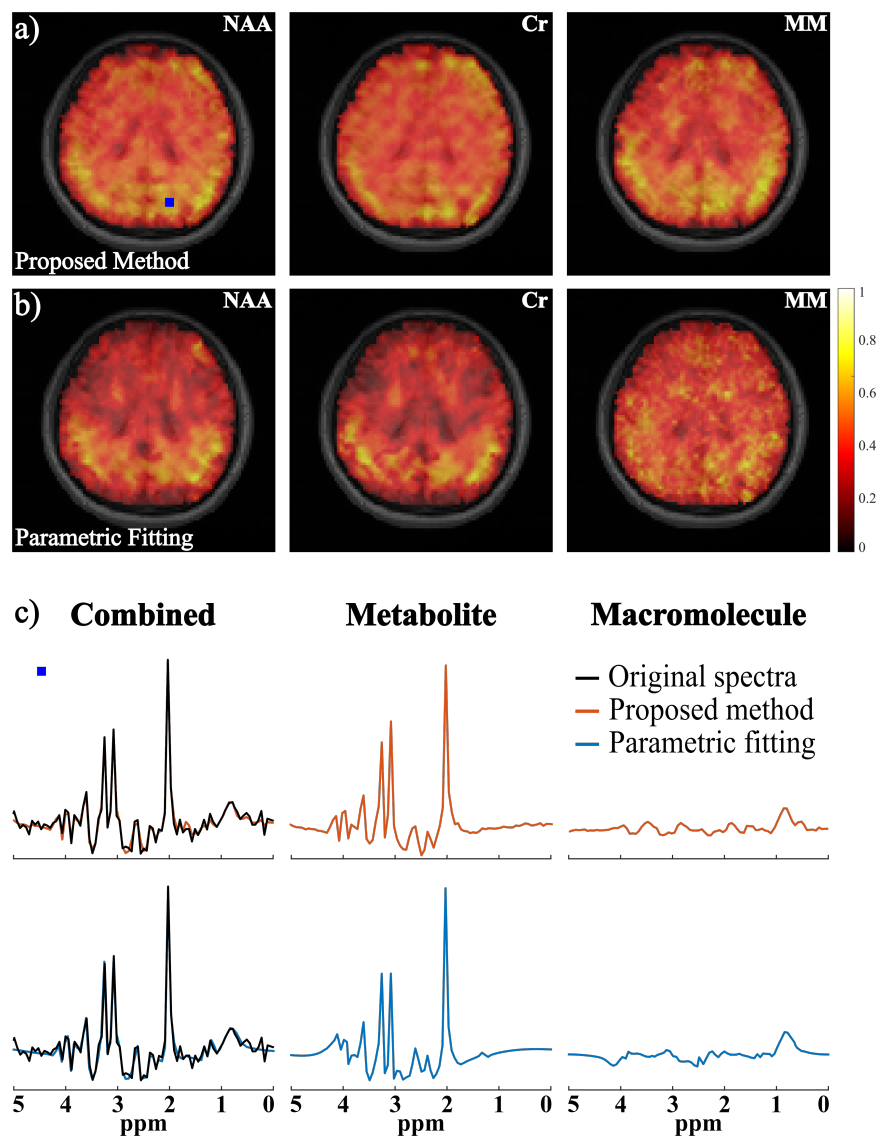 a)
NAA
Cr
MM
Proposed Method
b)
NAA
Cr
MM
Parametric Fitting
1
0.8
0.6
0.4
0.2
0
c)
Combined
Metabolite
Macromolecule
Original spectra
Proposed method
Parametric fitting
5 4 3 2 1 0
5 4 3 2 1 0
5 4 3 2 1 0
5 4 3 2 1 0
ppm
5 4 3 2 1 0
ppm
5 4 3 2 1 0
ppm